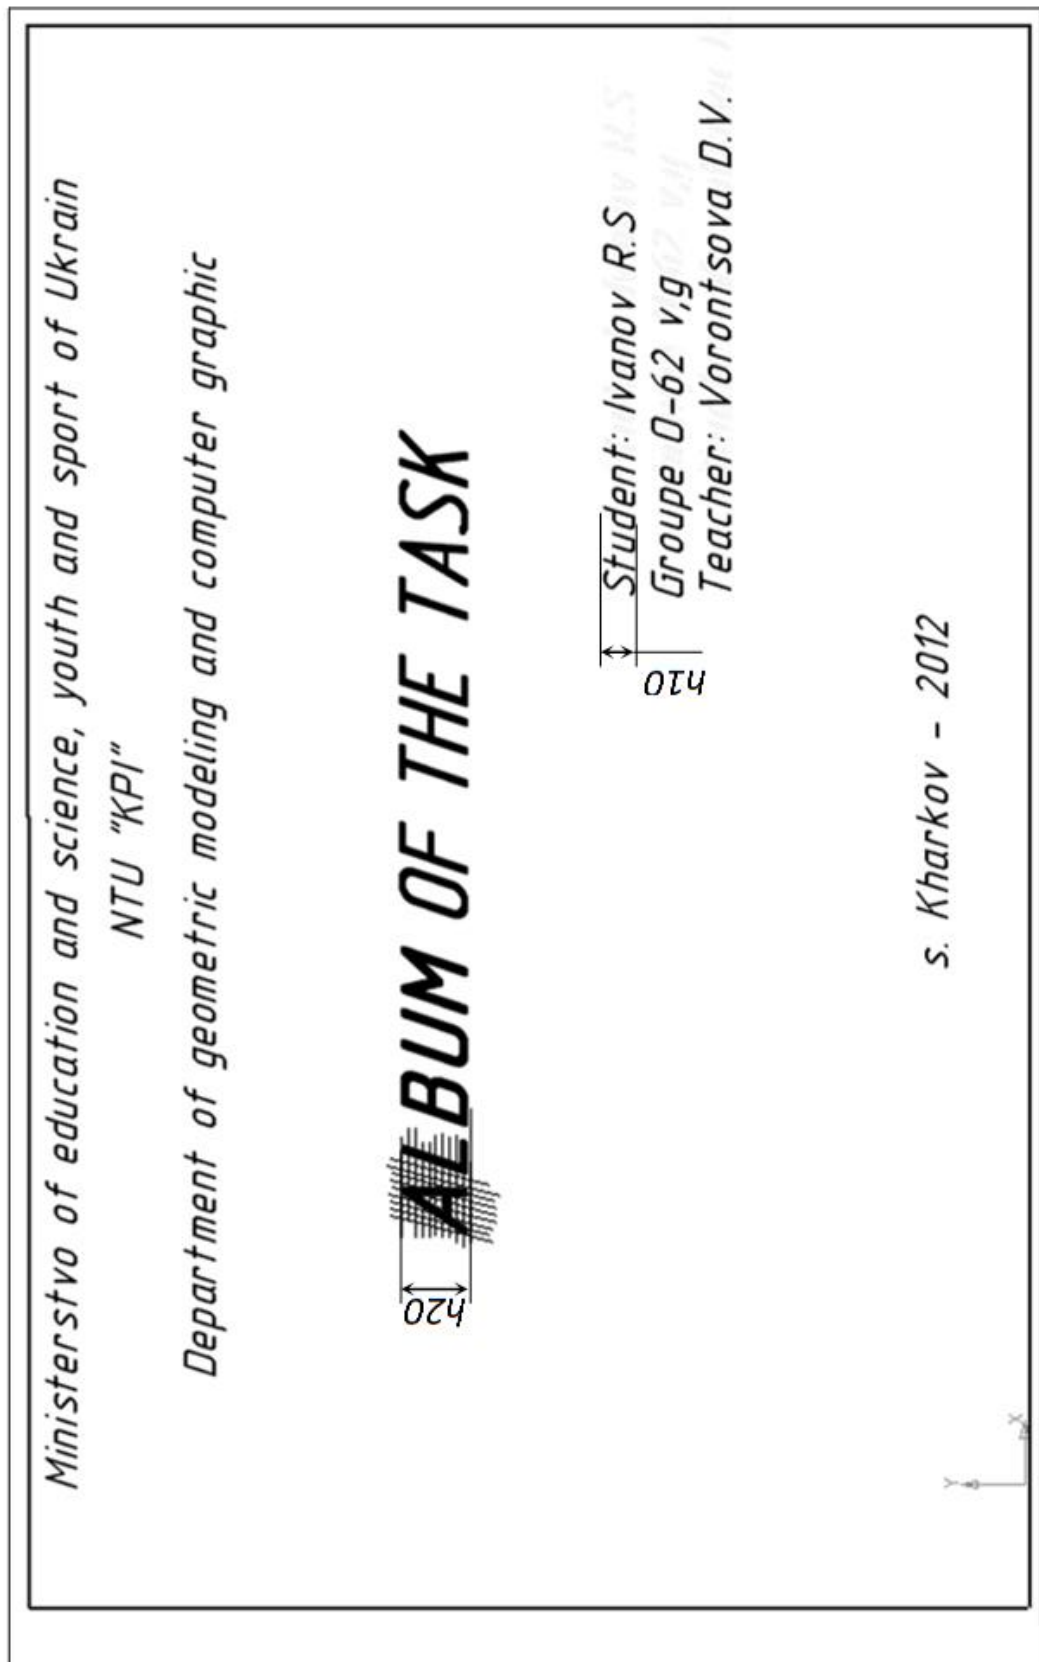 Ministerstvo of education and science, youth and sport of Ukrain
NTU "KPI"
Department of geometric modeling and computer graphic
ALBUM OF THE TASK
h20
Student: Ivanov R.S
Groupe O-62 v,g
Teacher: Vorontsova D.V.
h10
s. Kharkov - 2012
Y
X